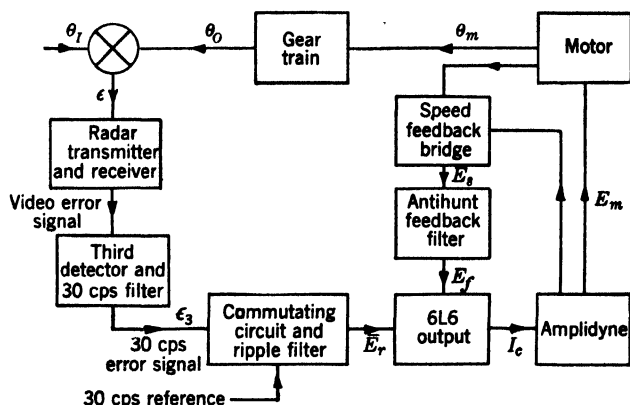 θI
θO
Gear
train
θm
Motor
ϵ
Radar
transmitter
and receiver
Speed
feedback
bridge
Es
Em
Video error
signal
Antihunt
feedback
filter
Third
detector and
30 cps filter
Ef
ϵ3
30 cps
error signal
Commutating
circuit and
ripple filter
Er
6L6
output
Ic
Amplidyne
30 cps reference